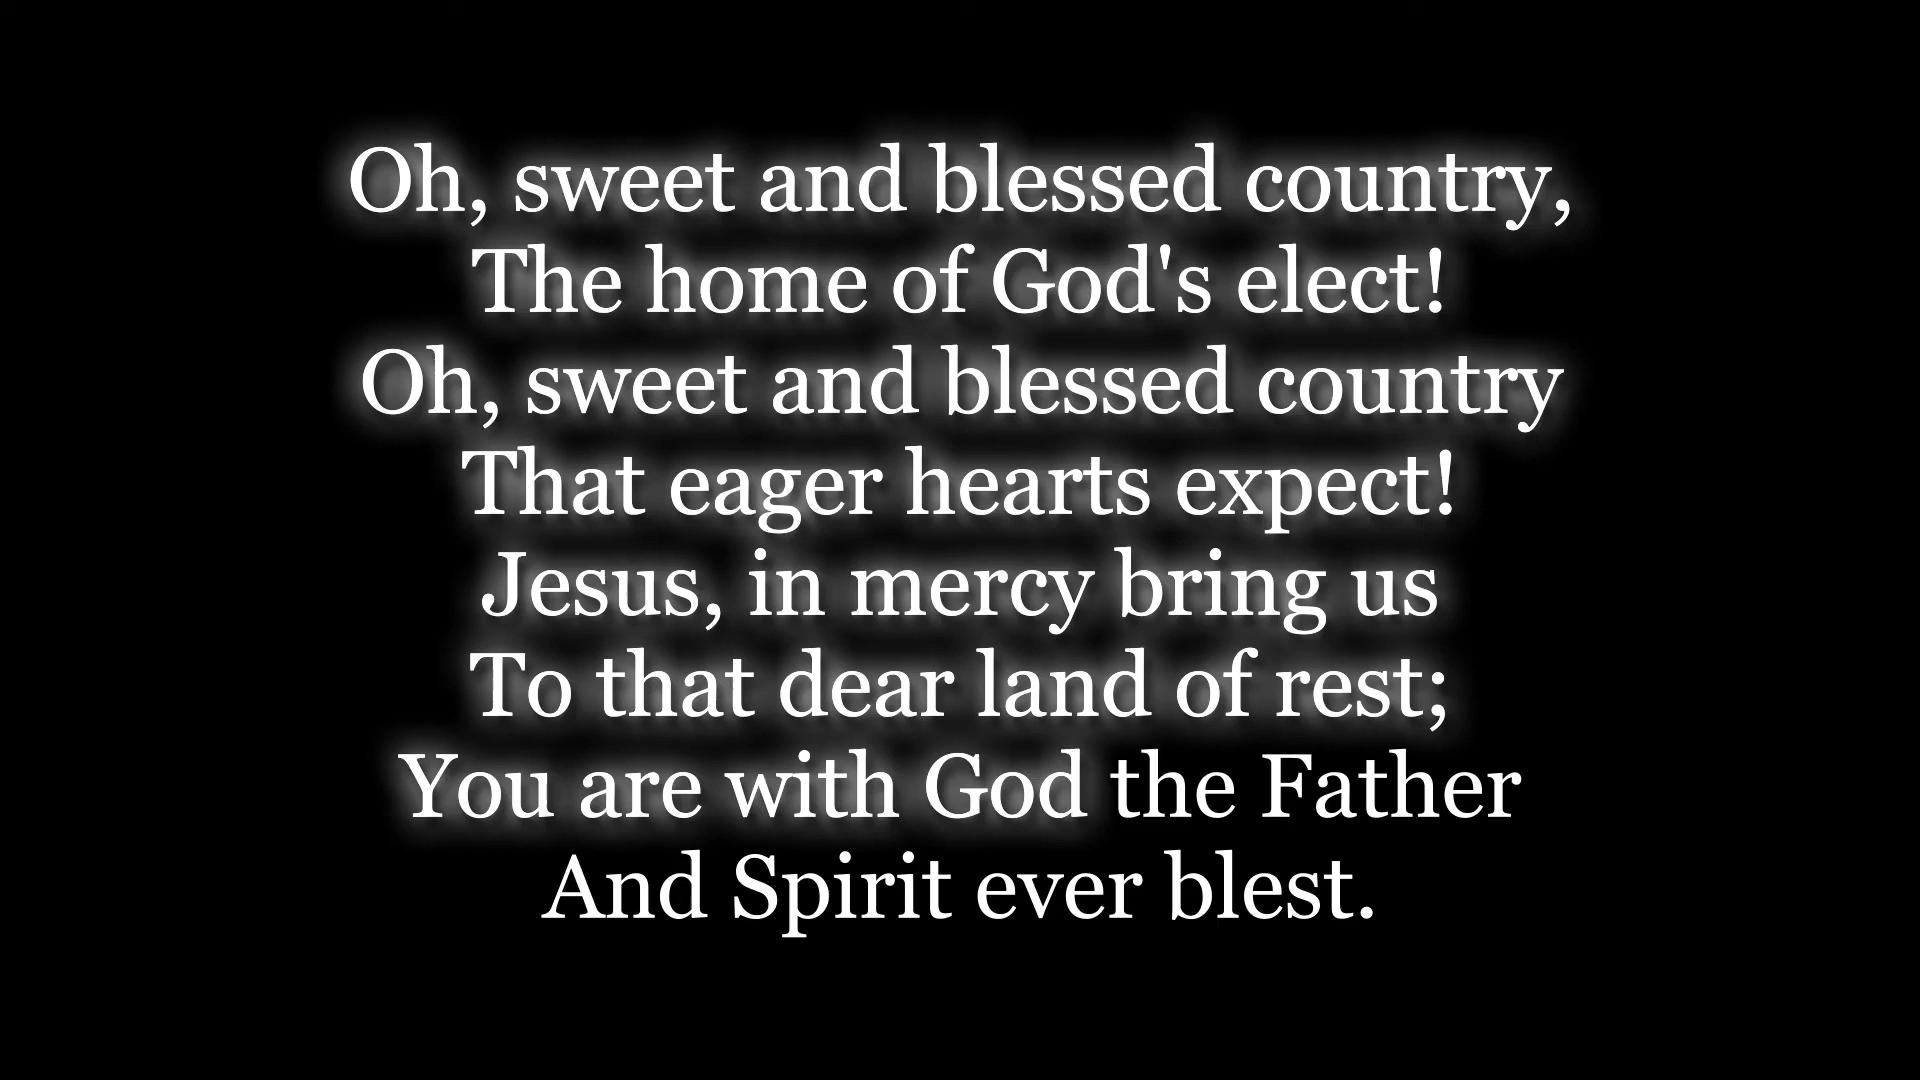 Oh, sweet and blessed country,
The home of God's elect!
Oh, sweet and blessed country
That eager hearts expect!
Jesus, in mercy bring us
To that dear land of rest;
You are with God the Father
And Spirit ever blest.